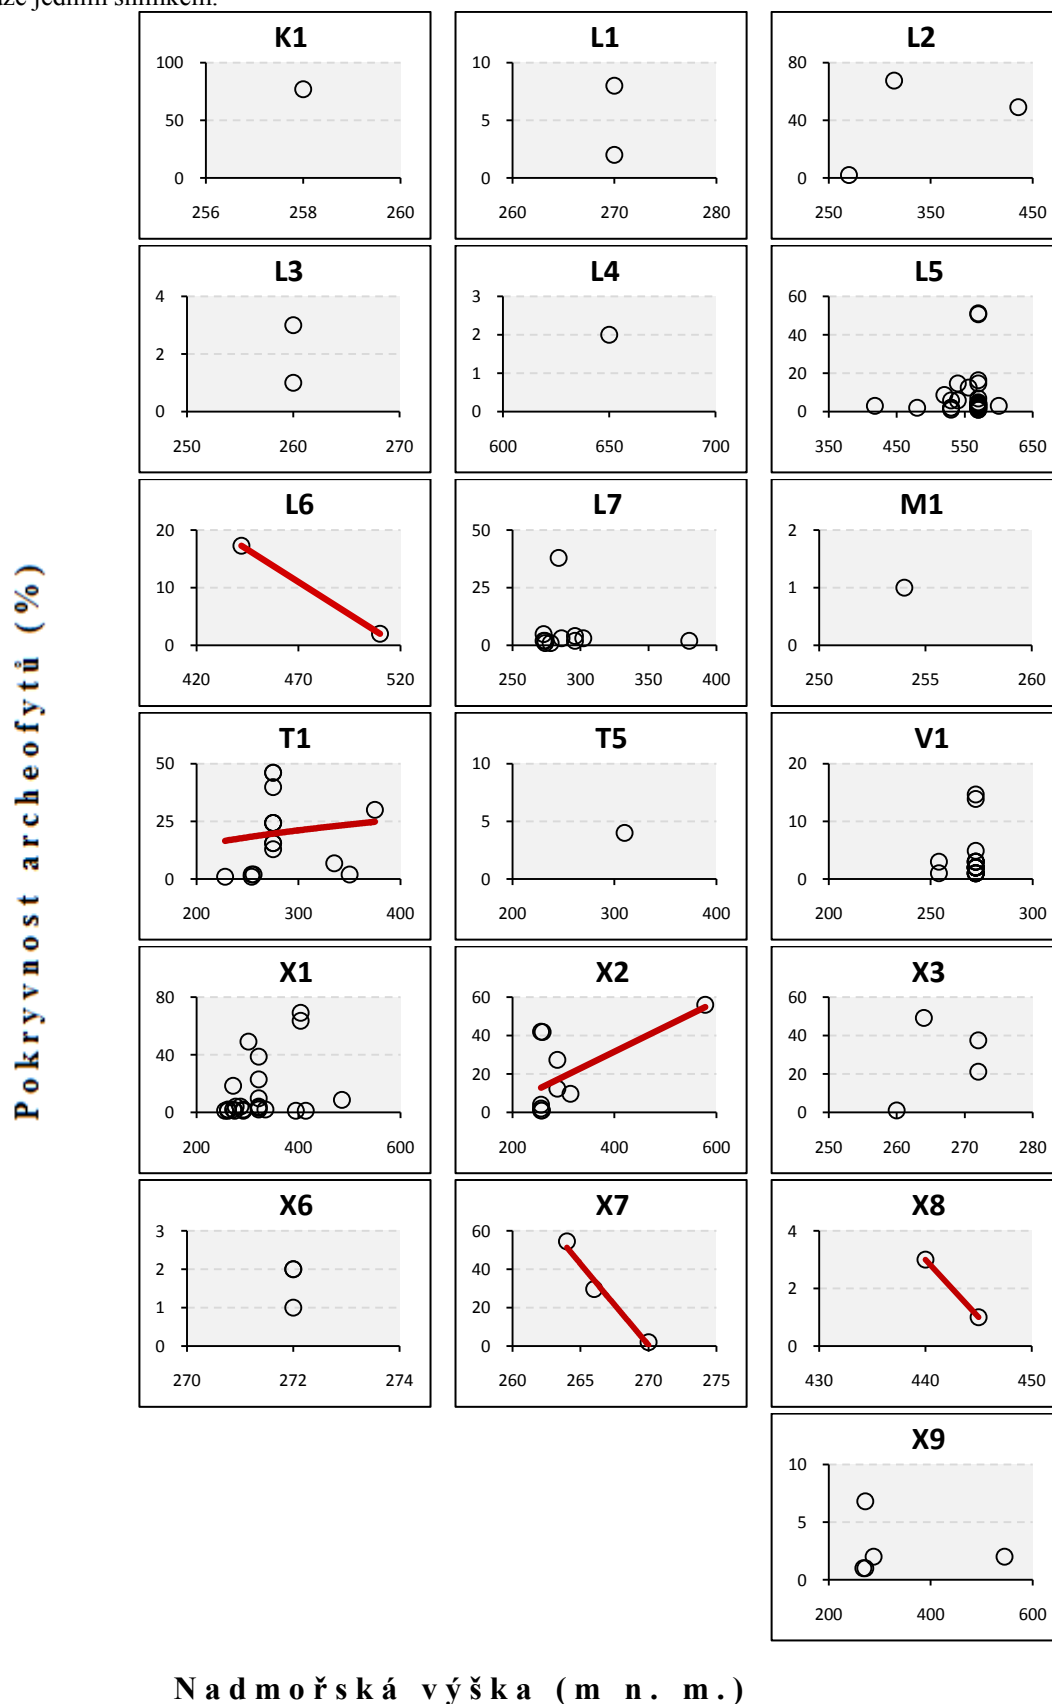 jedním snímkem.
Pokryvnost archeofytů (%)
K1
100
50
0
256 258 260
L1
10
5
0
260 270 280
L2
80
40
0
250 350 450
L3
4
2
0
250 260 270
L4
3
2
1
0
600 650 700
L5
60
40
20
0
350 450 550 650
L6
20
10
0
420 470 520
L7
50
25
0
250 300 350 400
M1
2
1
0
250 255 260
T1
50
25
0
200 300 400
T5
10
5
0
200 300 400
V1
20
10
0
200 250 300
X1
80
40
0
200 400 600
X2
60
40
20
0
200 400 600
X3
60
40
20
0
250 260 270 280
X6
3
2
1
0
270 272 274
X7
60
40
20
0
260 265 270 275
X8
4
2
0
430 440 450
X9
10
5
0
200 400 600
Nadmořská výška (m n. m.)